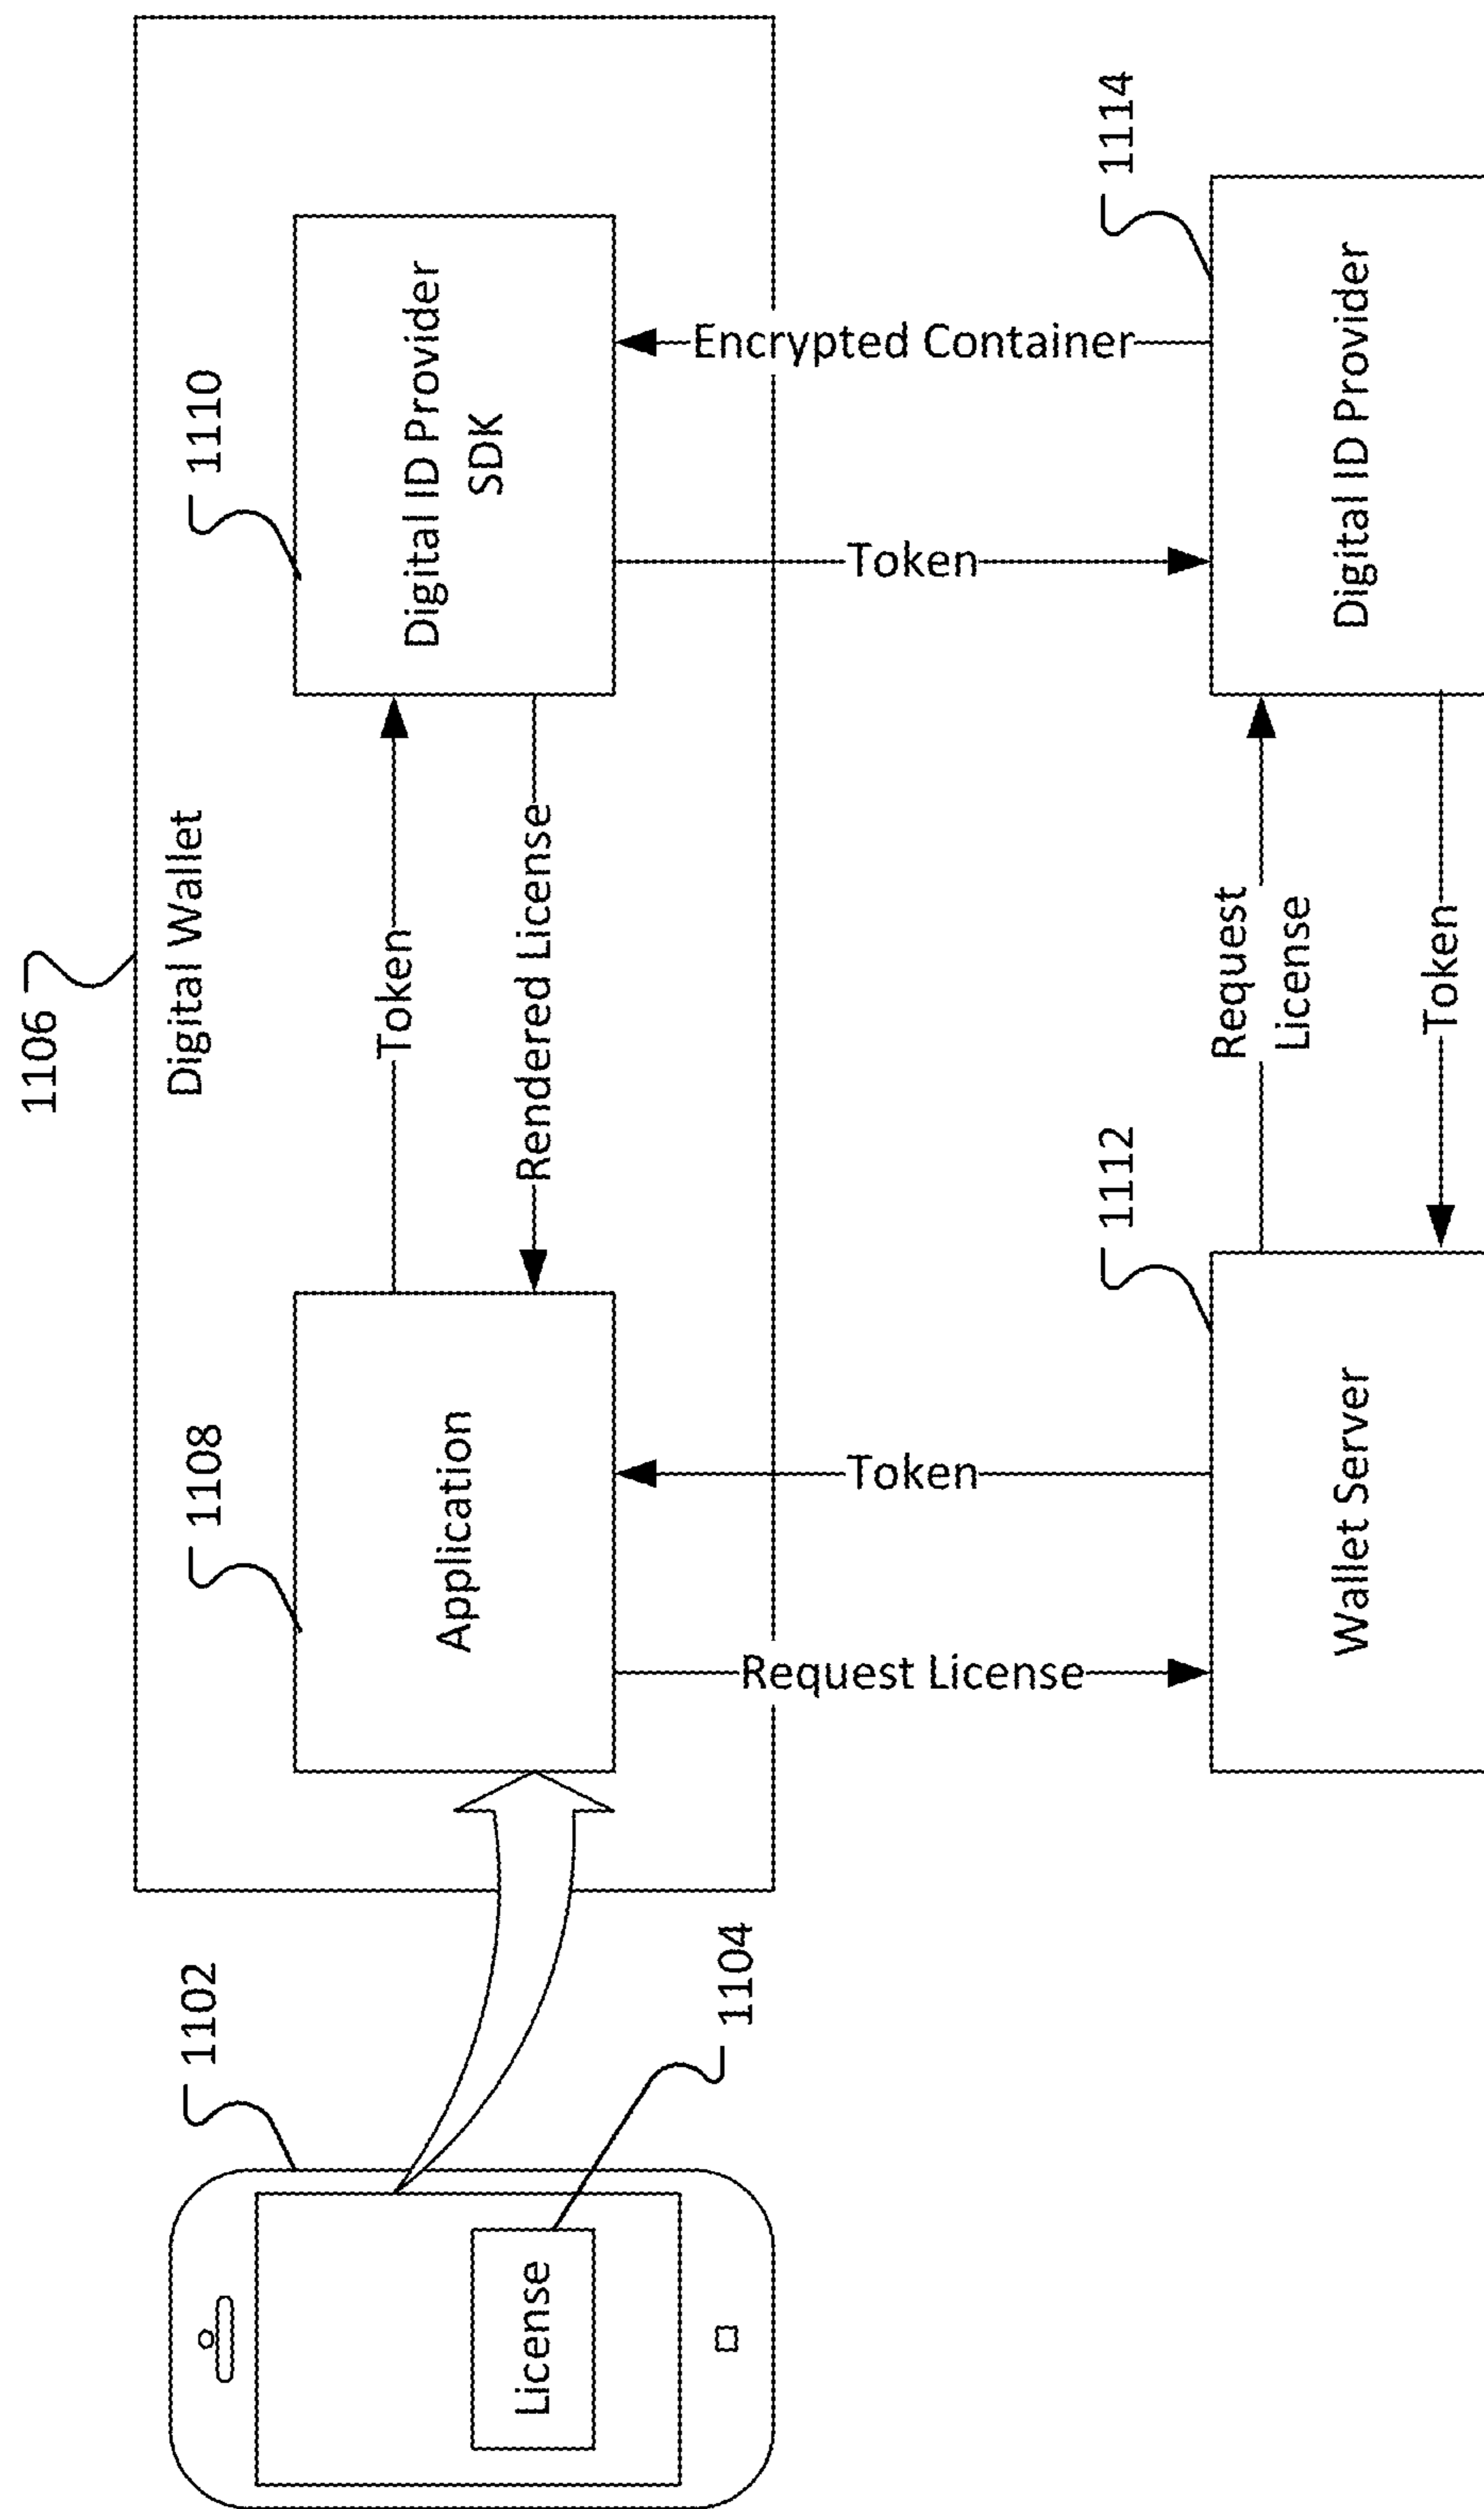 1106
Digital Wallet
1102
1108
1110
License
Application
Token
Digital ID Provider
SDK
Rendered License
1104
Request License
Token
Token
Encrypted Container
1112
1114
Wallet Server
Request
License
Digital ID Provider
Token